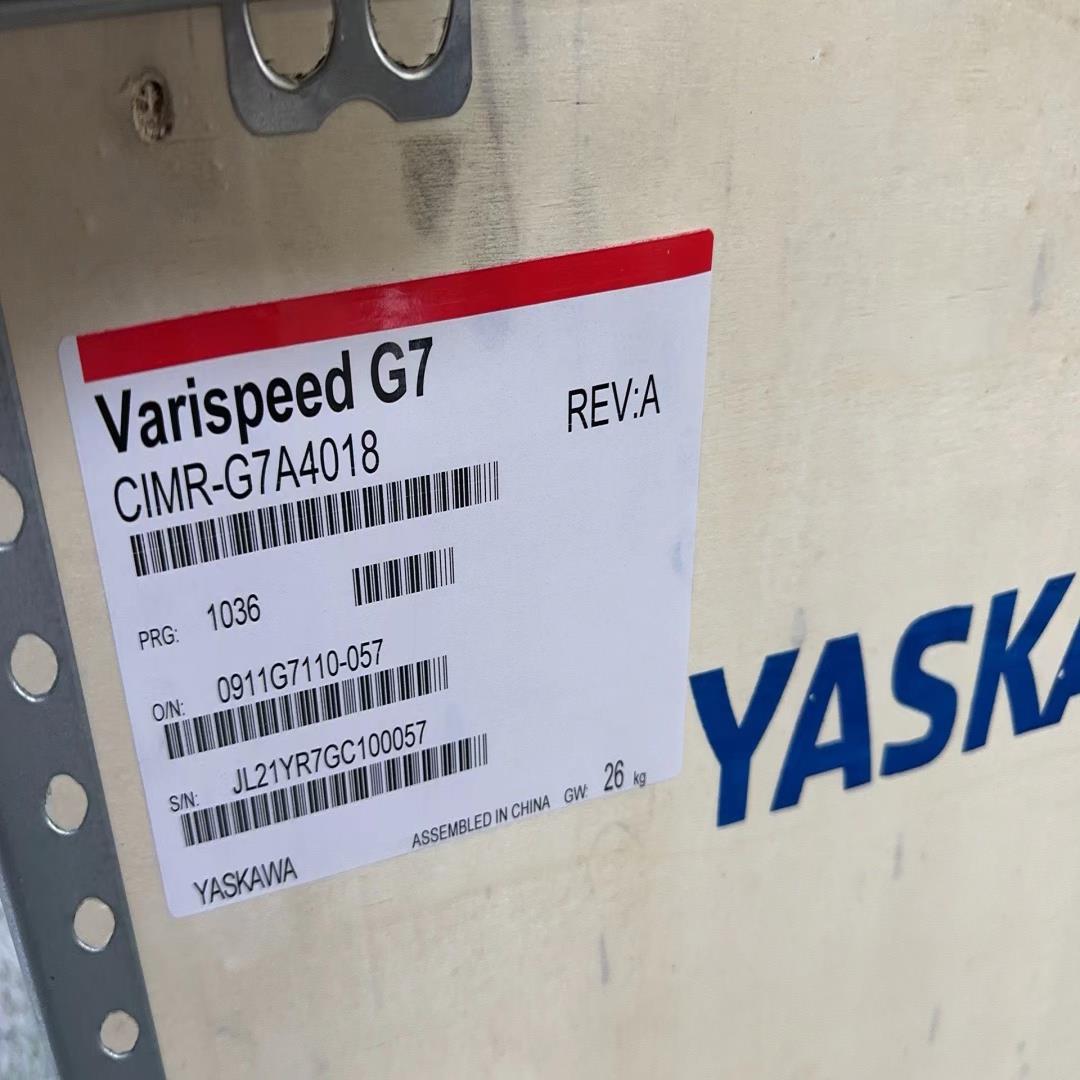 Varispeed G7
CIMR-G7A4018
REV:A
PRG: 1036
O/N: 0911G7110-057
S/N: JL21YR7GC100057
ASSEMBLED IN CHINA GW: 26 kg
YASKAWA
YASKA